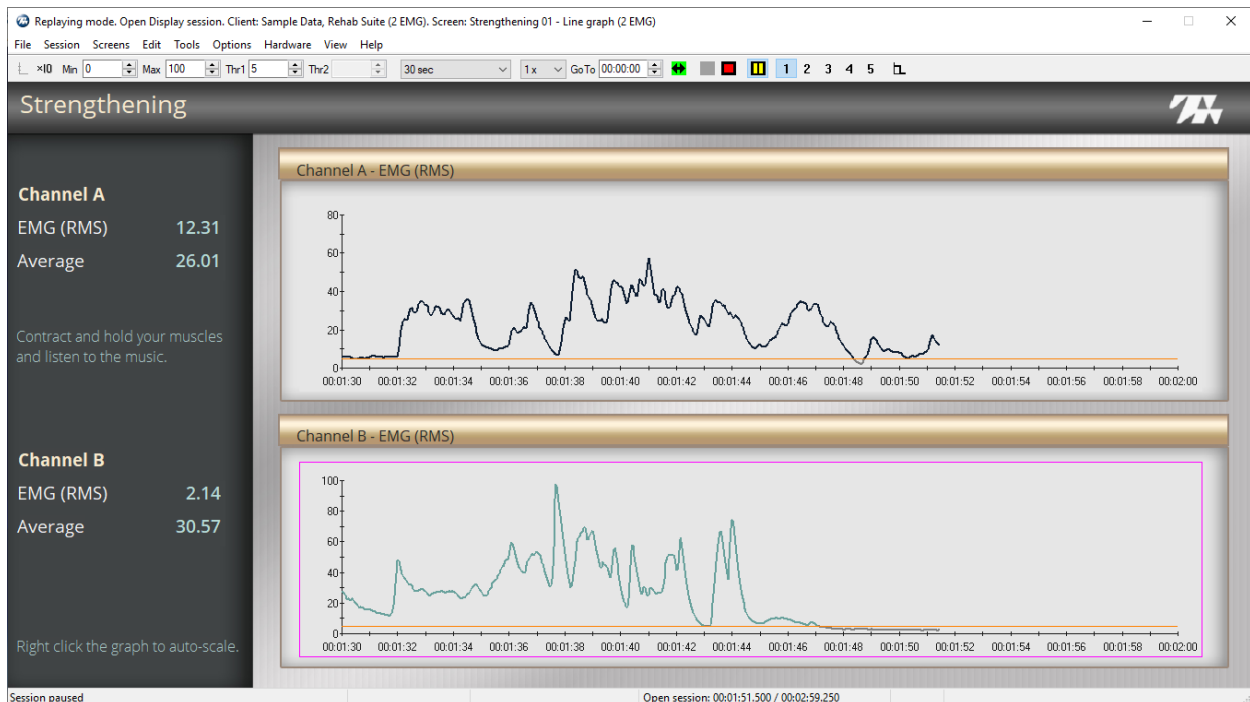 Replaying mode. Open Display session. Client: Sample Data, Rehab Suite (2 EMG). Screen: Strengthening 01 - Line graph (2 EMG)
File Session Screens Edit Tools Options Hardware View Help
×10 Min 0 Max 100 Thr1 5 Thr2 30 sec 1 x GoTo 00:00:00 1 2 3 4 5
Strengthening
Channel A
EMG (RMS) 12.31
Average 26.01
Contract and hold your muscles
and listen to the music.
Channel A - EMG (RMS)
80
60
40
20
0
00:01:30 00:01:32 00:01:34 00:01:36 00:01:38 00:01:40 00:01:42 00:01:44 00:01:46 00:01:48 00:01:50 00:01:52 00:01:54 00:01:56 00:01:58 00:02:00
Channel B
EMG (RMS) 2.14
Average 30.57
Right click the graph to auto-scale.
Channel B - EMG (RMS)
100
80
60
40
20
0
00:01:30 00:01:32 00:01:34 00:01:36 00:01:38 00:01:40 00:01:42 00:01:44 00:01:46 00:01:48 00:01:50 00:01:52 00:01:54 00:01:56 00:01:58 00:02:00
Session paused Open session: 00:01:51.500 / 00:02:59.250